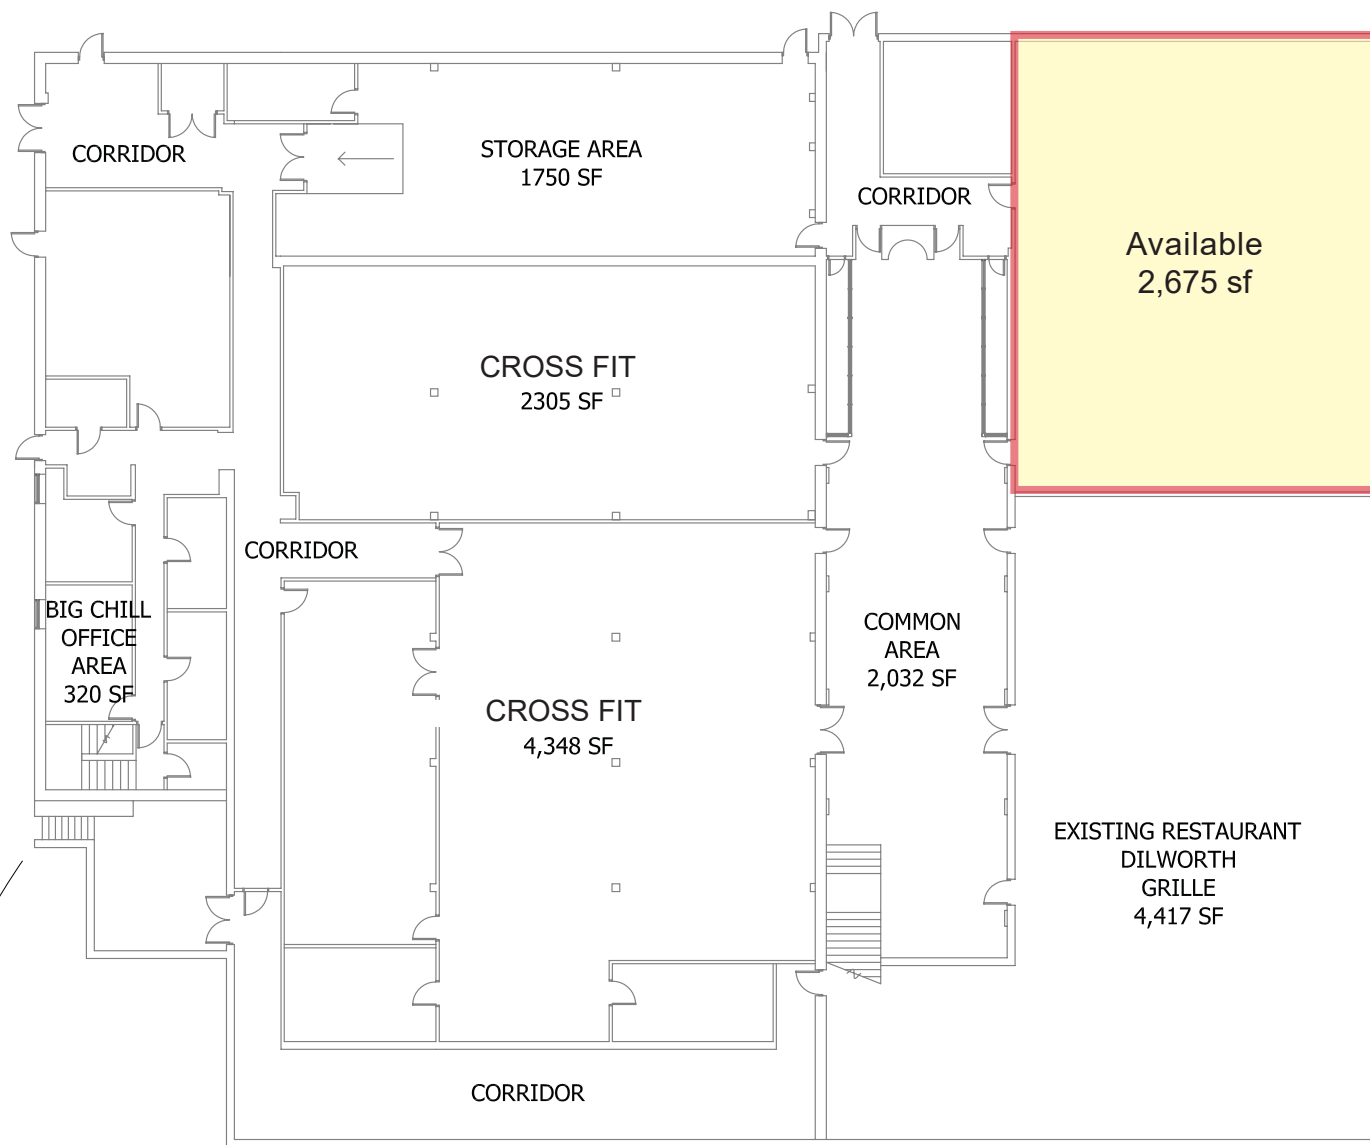 CORRIDOR
STORAGE AREA
1750 SF
CORRIDOR
Available
2,675 sf
CROSS FIT
2305 SF
CORRIDOR
BIG CHILL
OFFICE
AREA
320 SF
COMMON
AREA
2,032 SF
CROSS FIT
4,348 SF
EXISTING RESTAURANT
DILWORTH
GRILLE
4,417 SF
CORRIDOR